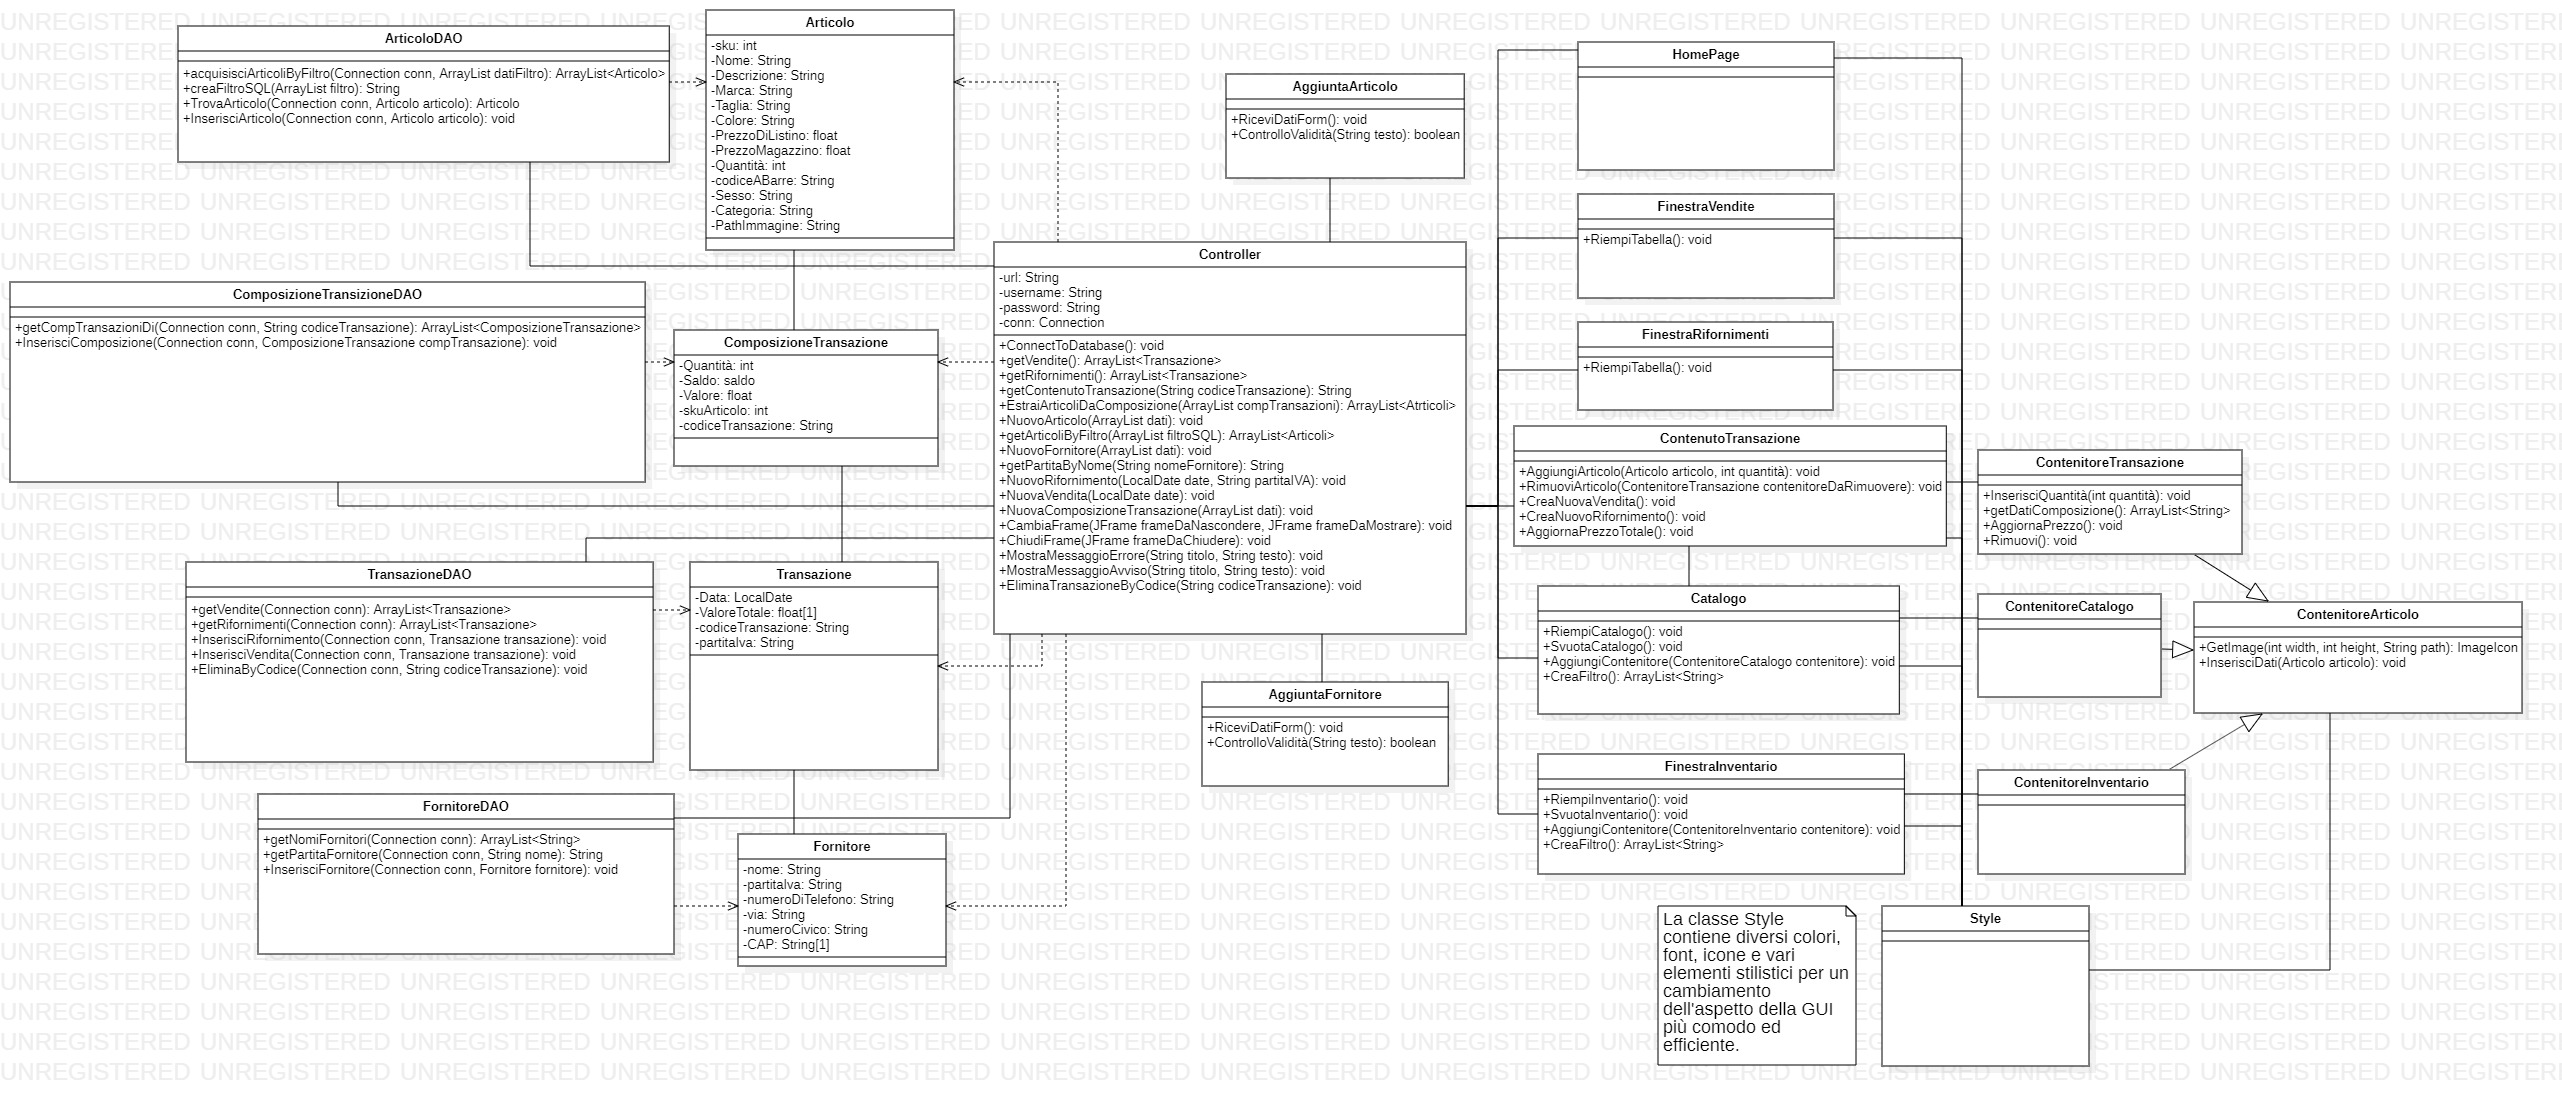 ArticoloDAO
+acquisisciArticoliByFiltro(Connection conn, ArrayList datiFiltro): ArrayList<Articolo>
+creaFiltroSQL(ArrayList filtro): String
+TrovaArticolo(Connection conn, Articolo articolo): Articolo
+InserisciArticolo(Connection conn, Articolo articolo): void
Articolo
-sku: int
-Nome: String
-Descrizione: String
-Marca: String
-Taglia: String
-Colore: String
-PrezzoDiListino: float
-PrezzoMagazzino: float
-Quantità: int
-codiceABarre: String
-Sesso: String
-Categoria: String
-PathImmagine: String
AggiuntaArticolo
+RiceviDatiForm(): void
+ControlloValidità(String testo): boolean
HomePage
FinestraVendite
+RiempiTabella(): void
FinestraRifornimenti
+RiempiTabella(): void
ComposizioneTransizioneDAO
+getCompTransazioniDi(Connection conn, String codiceTransazione): ArrayList<ComposizioneTransazione>
+InserisciComposizione(Connection conn, ComposizioneTransazione compTransazione): void
ComposizioneTransazione
-Quantità: int
-Saldo: saldo
-Valore: float
-skuArticolo: int
-codiceTransazione: String
Controller
-url: String
-username: String
-password: String
-conn: Connection
+ConnectToDatabase(): void
+getVendite(): ArrayList<Transazione>
+getRifornimenti(): ArrayList<Transazione>
+getContenutoTransazione(String codiceTransazione): String
+EstraiArticoliDaComposizione(ArrayList compTransazioni): ArrayList<Atrticoli>
+NuovoArticolo(ArrayList dati): void
+getArticoliByFiltro(ArrayList filtroSQL): ArrayList<Articoli>
+NuovoFornitore(ArrayList dati): void
+getPartitaByNome(String nomeFornitore): String
+NuovoRifornimento(LocalDate date, String partitaIVA): void
+NuovaVendita(LocalDate date): void
+NuovaComposizioneTransazione(ArrayList dati): void
+CambiaFrame(JFrame frameDaNascondere, JFrame frameDaMostrare): void
+ChiudiFrame(JFrame frameDaChiudere): void
+MostraMessaggioErrore(String titolo, String testo): void
+MostraMessaggioAvviso(String titolo, String testo): void
+EliminaTransazioneByCodice(String codiceTransazione): void
ContenutoTransazione
+AggiungiArticolo(Articolo articolo, int quantità): void
+RimuoviArticolo(ContenitoreTransazione contenitoreDaRimuovere): void
+CreaNuovaVendita(): void
+CreaNuovoRifornimento(): void
+AggiornaPrezzoTotale(): void
ContenitoreTransazione
+InserisciQuantità(int quantità): void
+getDatiComposizione(): ArrayList<String>
+AggiornaPrezzo(): void
+Rimuovi(): void
TransazioneDAO
+getVendite(Connection conn): ArrayList<Transazione>
+getRifornimenti(Connection conn): ArrayList<Transazione>
+InserisciRifornimento(Connection conn, Transazione transazione): void
+InserisciVendita(Connection conn, Transazione transazione): void
+EliminaByCodice(Connection conn, String codiceTransazione): void
Transazione
-Data: LocalDate
-ValoreTotale: float[1]
-codiceTransazione: String
-partitaIva: String
AggiuntaFornitore
+RiceviDatiForm(): void
+ControlloValidità(String testo): boolean
Catalogo
+RiempiCatalogo(): void
+SvuotaCatalogo(): void
+AggiungiContenitore(ContenitoreCatalogo contenitore): void
+CreaFiltro(): ArrayList<String>
ContenitoreCatalogo
ContenitoreArticolo
+GetImage(int width, int height, String path): ImageIcon
+InserisciDati(Articolo articolo): void
FinestraInventario
+RiempiInventario(): void
+SvuotaInventario(): void
+AggiungiContenitore(ContenitoreInventario contenitore): void
+CreaFiltro(): ArrayList<String>
ContenitoreInventario
FornitoreDAO
+getNomiFornitori(Connection conn): ArrayList<String>
+getPartitaFornitore(Connection conn, String nome): String
+InserisciFornitore(Connection conn, Fornitore fornitore): void
Fornitore
-nome: String
-partitaIva: String
-numeroDiTelefono: String
-via: String
-numeroCivico: String
-CAP: String[1]
La classe Style
contiene diversi colori,
font, icone e vari
elementi stilistici per un
cambiamento
dell'aspetto della GUI
più comodo ed
efficiente.
Style
UNREGISTERED